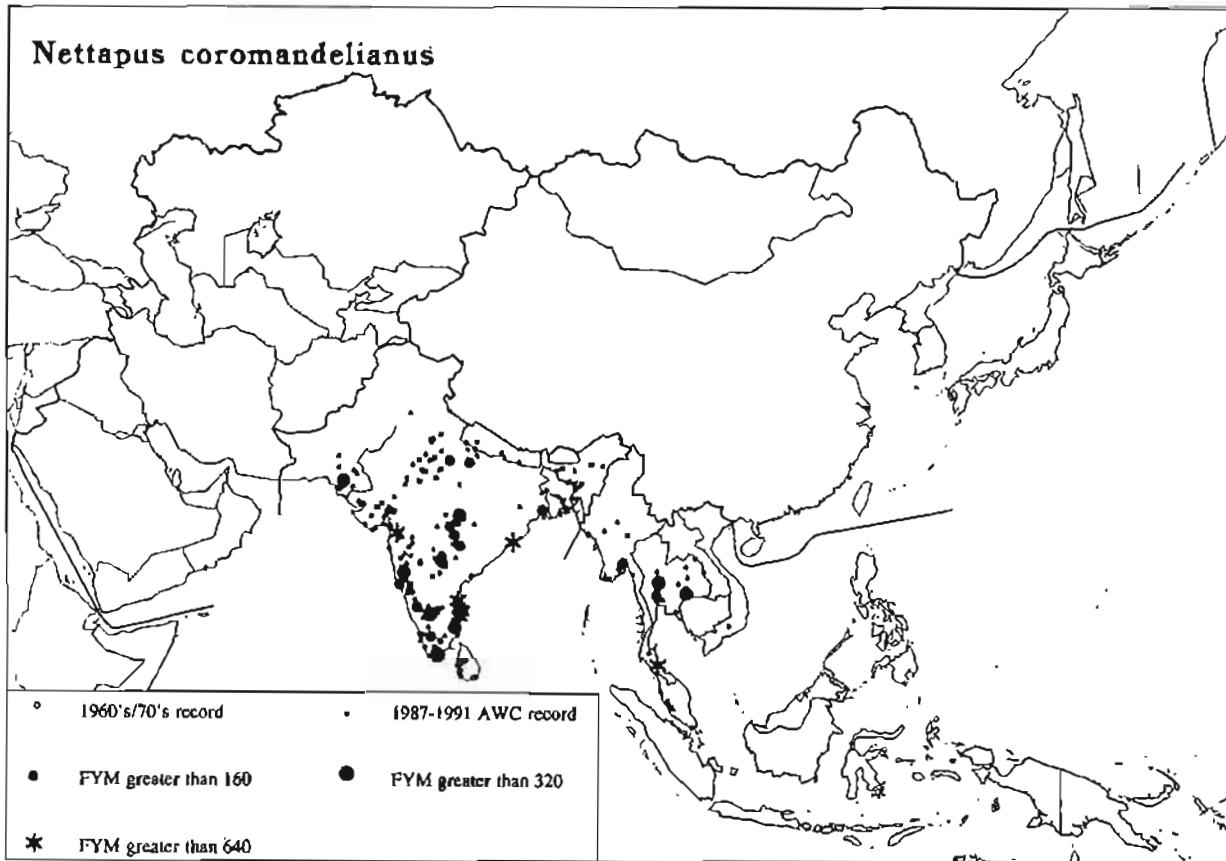 Nettapus coromandelianus
1960's/70's record
1987-1991 AWC record
FYM greater than 160
FYM greater than 320
FYM greater than 640